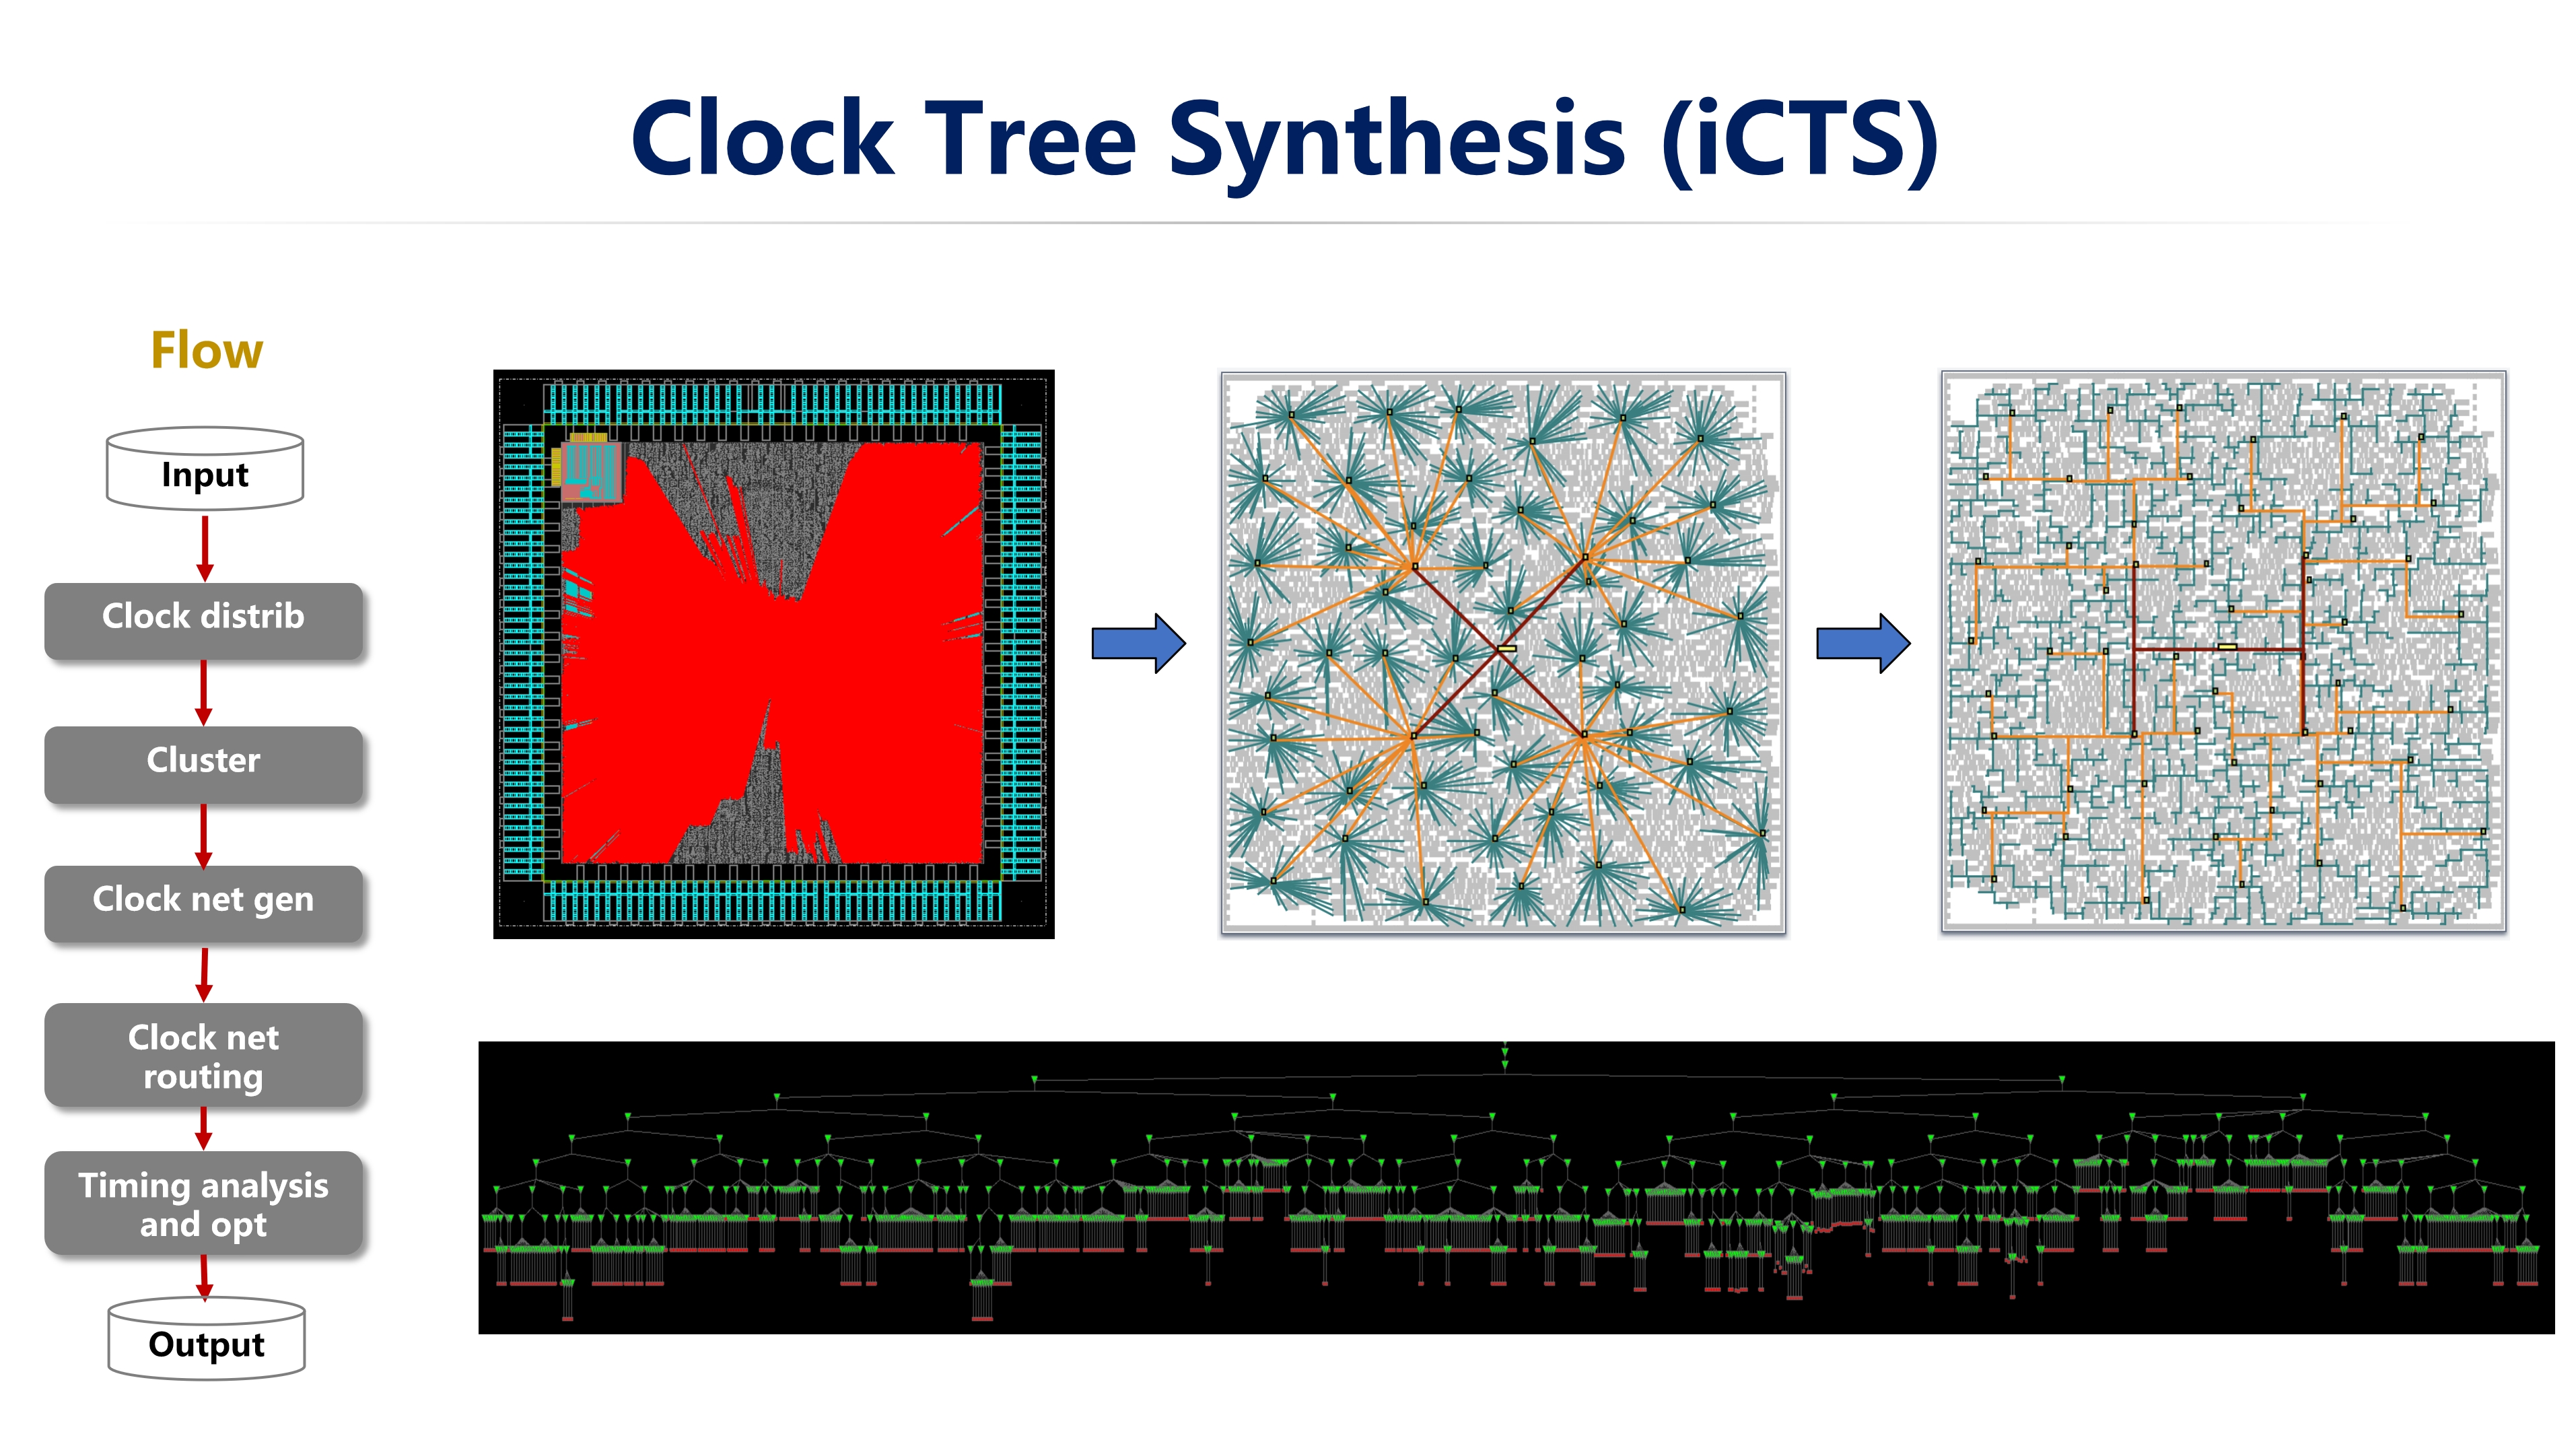 Clock Tree Synthesis (iCTS)
Flow
Input
Clock distrib
Cluster
Clock net gen
Clock net
routing
Timing analysis
and opt
Output